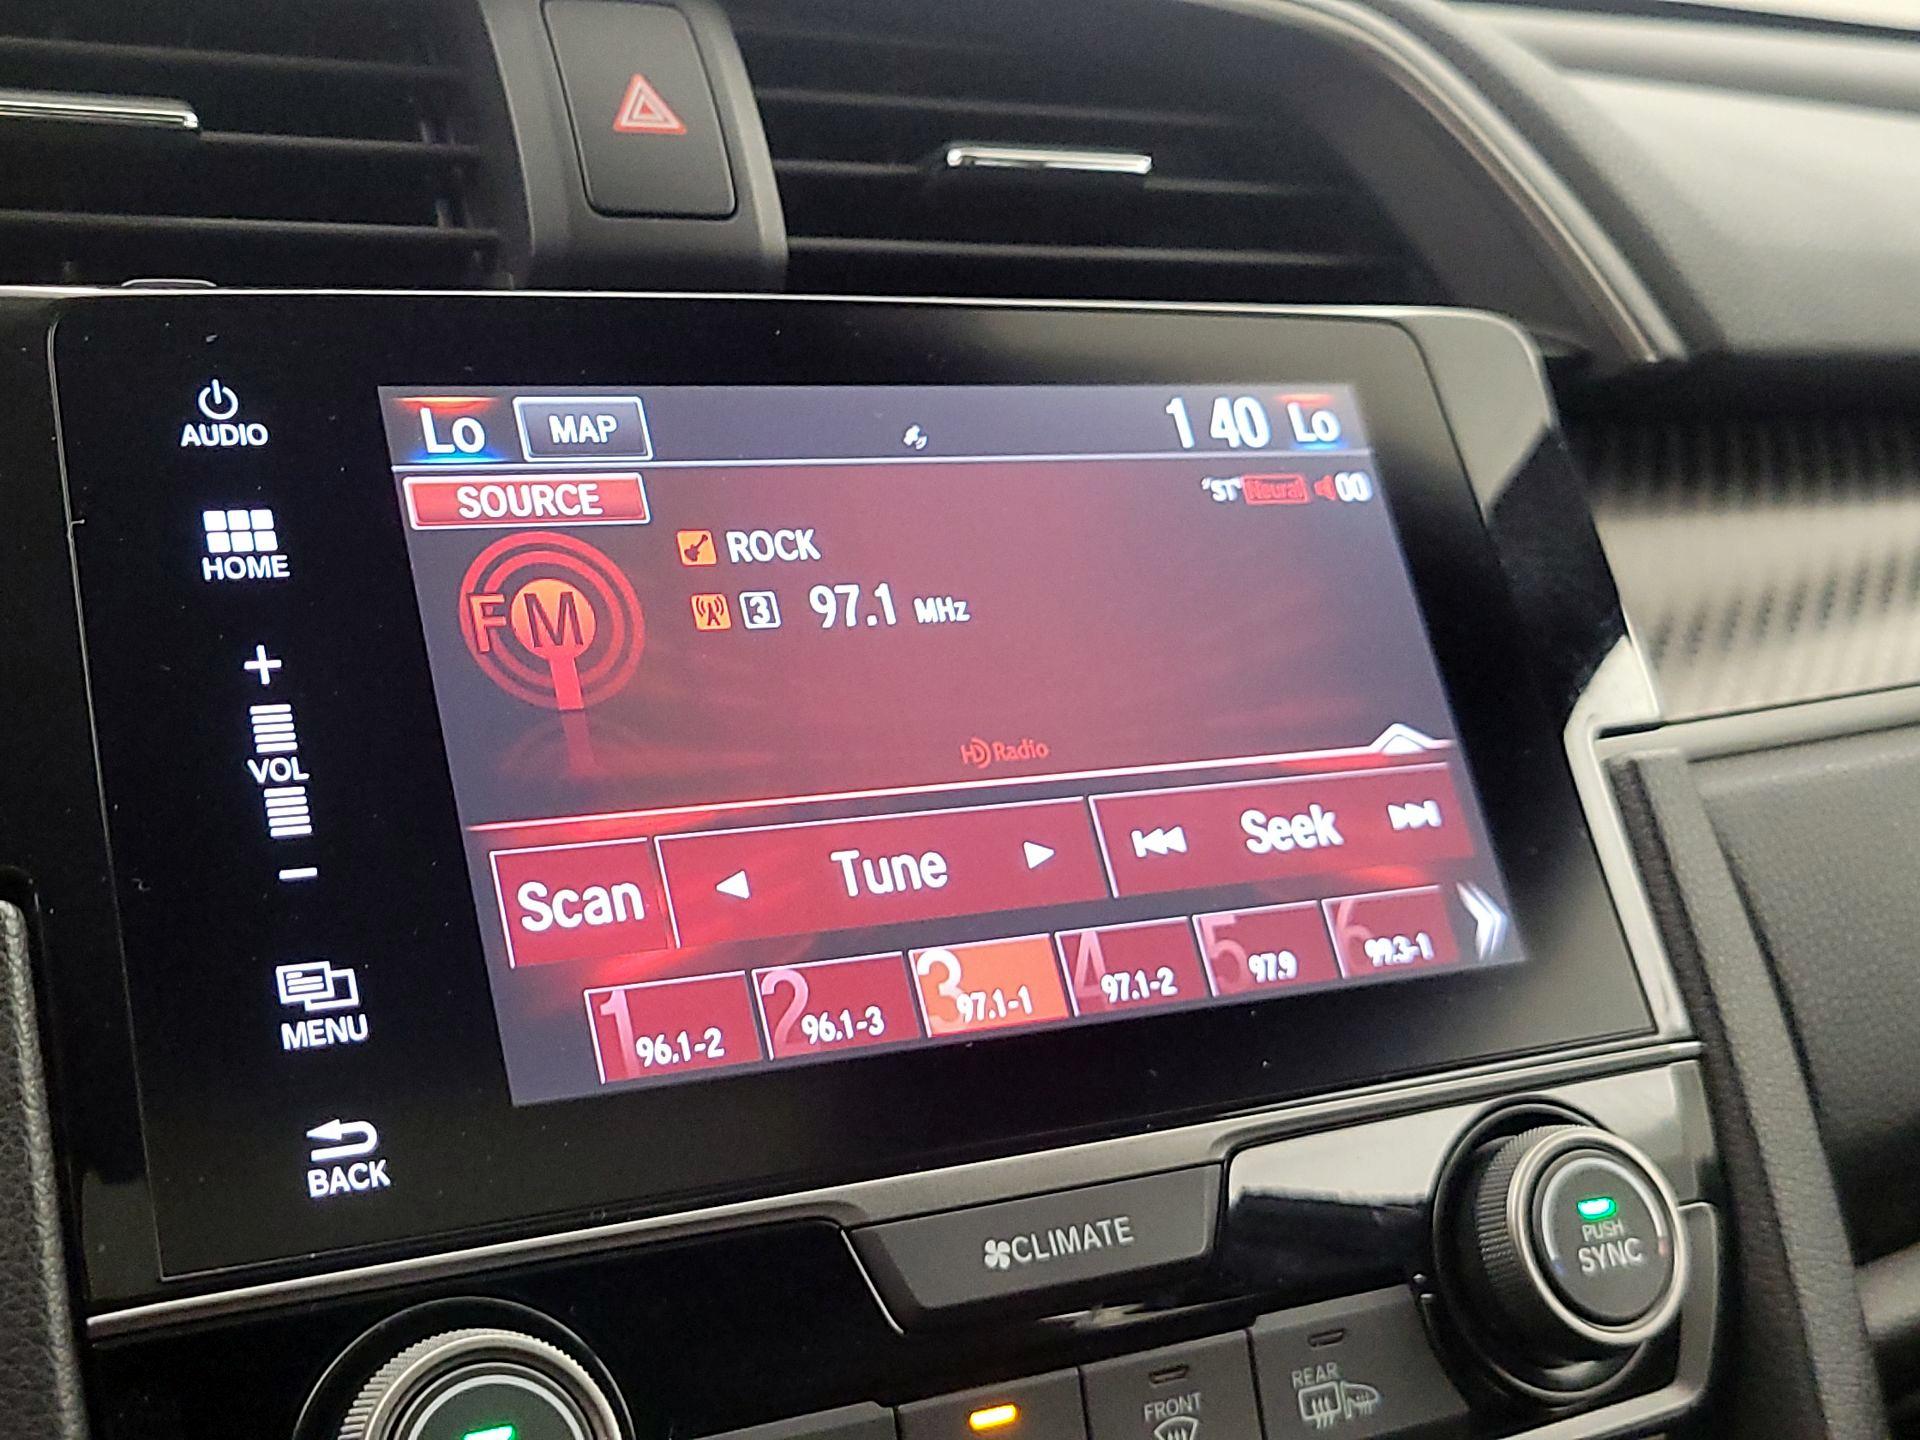 AUDIO
HOME
+
VOL
−
MENU
BACK
Lo
MAP
1 40 Lo
SOURCE
"ST" Neural 00
FM
ROCK
3 97.1 MHz
HD Radio
Scan
Tune
Seek
1 96.1-2
2 96.1-3
3 97.1-1
4 97.1-2
5 97.9
6 99.3-1
CLIMATE
PUSH
SYNC
FRONT
REAR